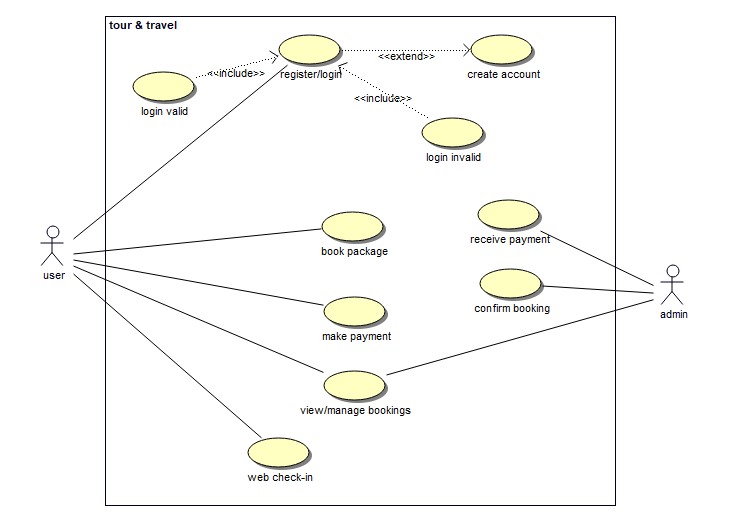 tour & travel
<<include>>
register/login
<<extend>>
create account
login valid
<<include>>
login invalid
receive payment
book package
user
confirm booking
admin
make payment
view/manage bookings
web check-in